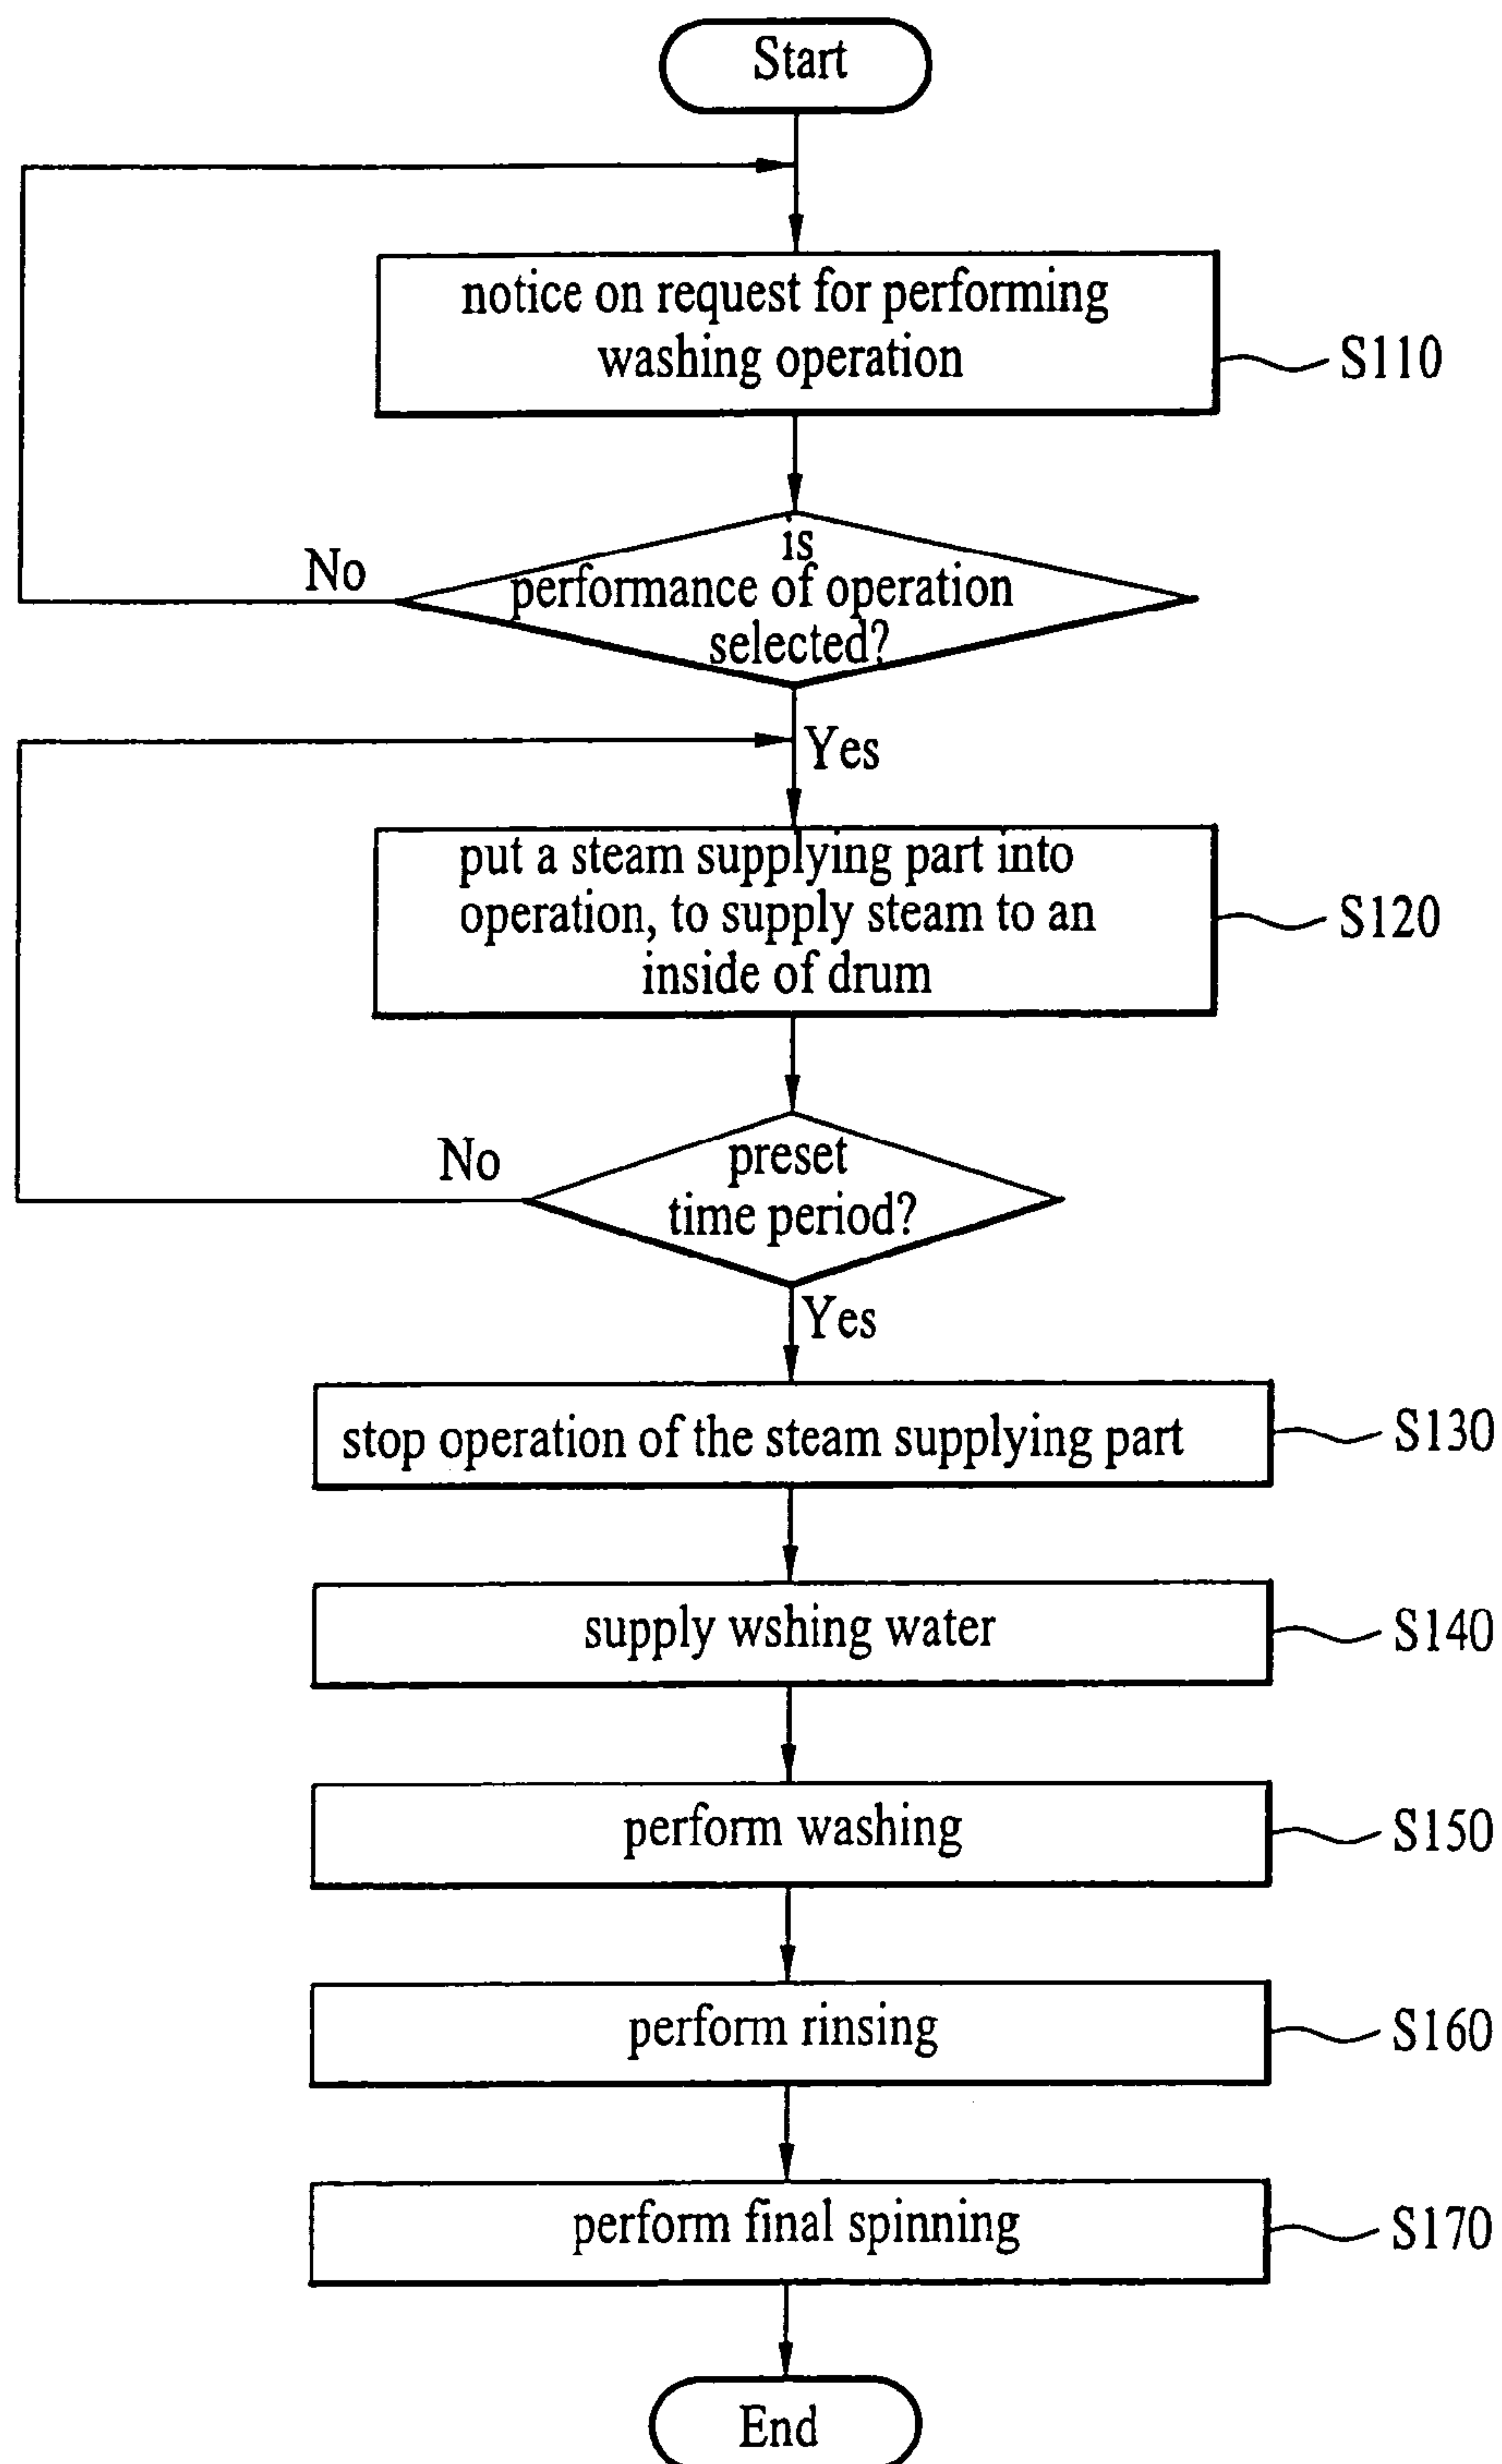 Start
notice on request for performing
washing operation
S110
is
performance of operation
selected?
No
Yes
put a steam supplying part into
operation, to supply steam to an
inside of drum
S120
preset
time period?
No
Yes
stop operation of the steam supplying part
S130
supply wshing water
S140
perform washing
S150
perform rinsing
S160
perform final spinning
S170
End